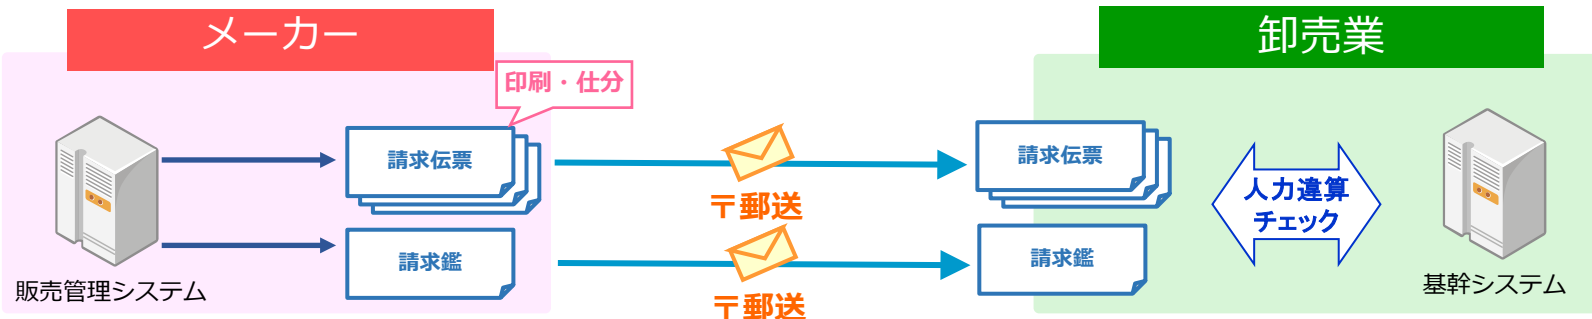 メーカー
卸売業
印刷・仕分
請求伝票
〒郵送
請求伝票
人力違算
チェック
請求鑑
〒郵送
請求鑑
販売管理システム
基幹システム